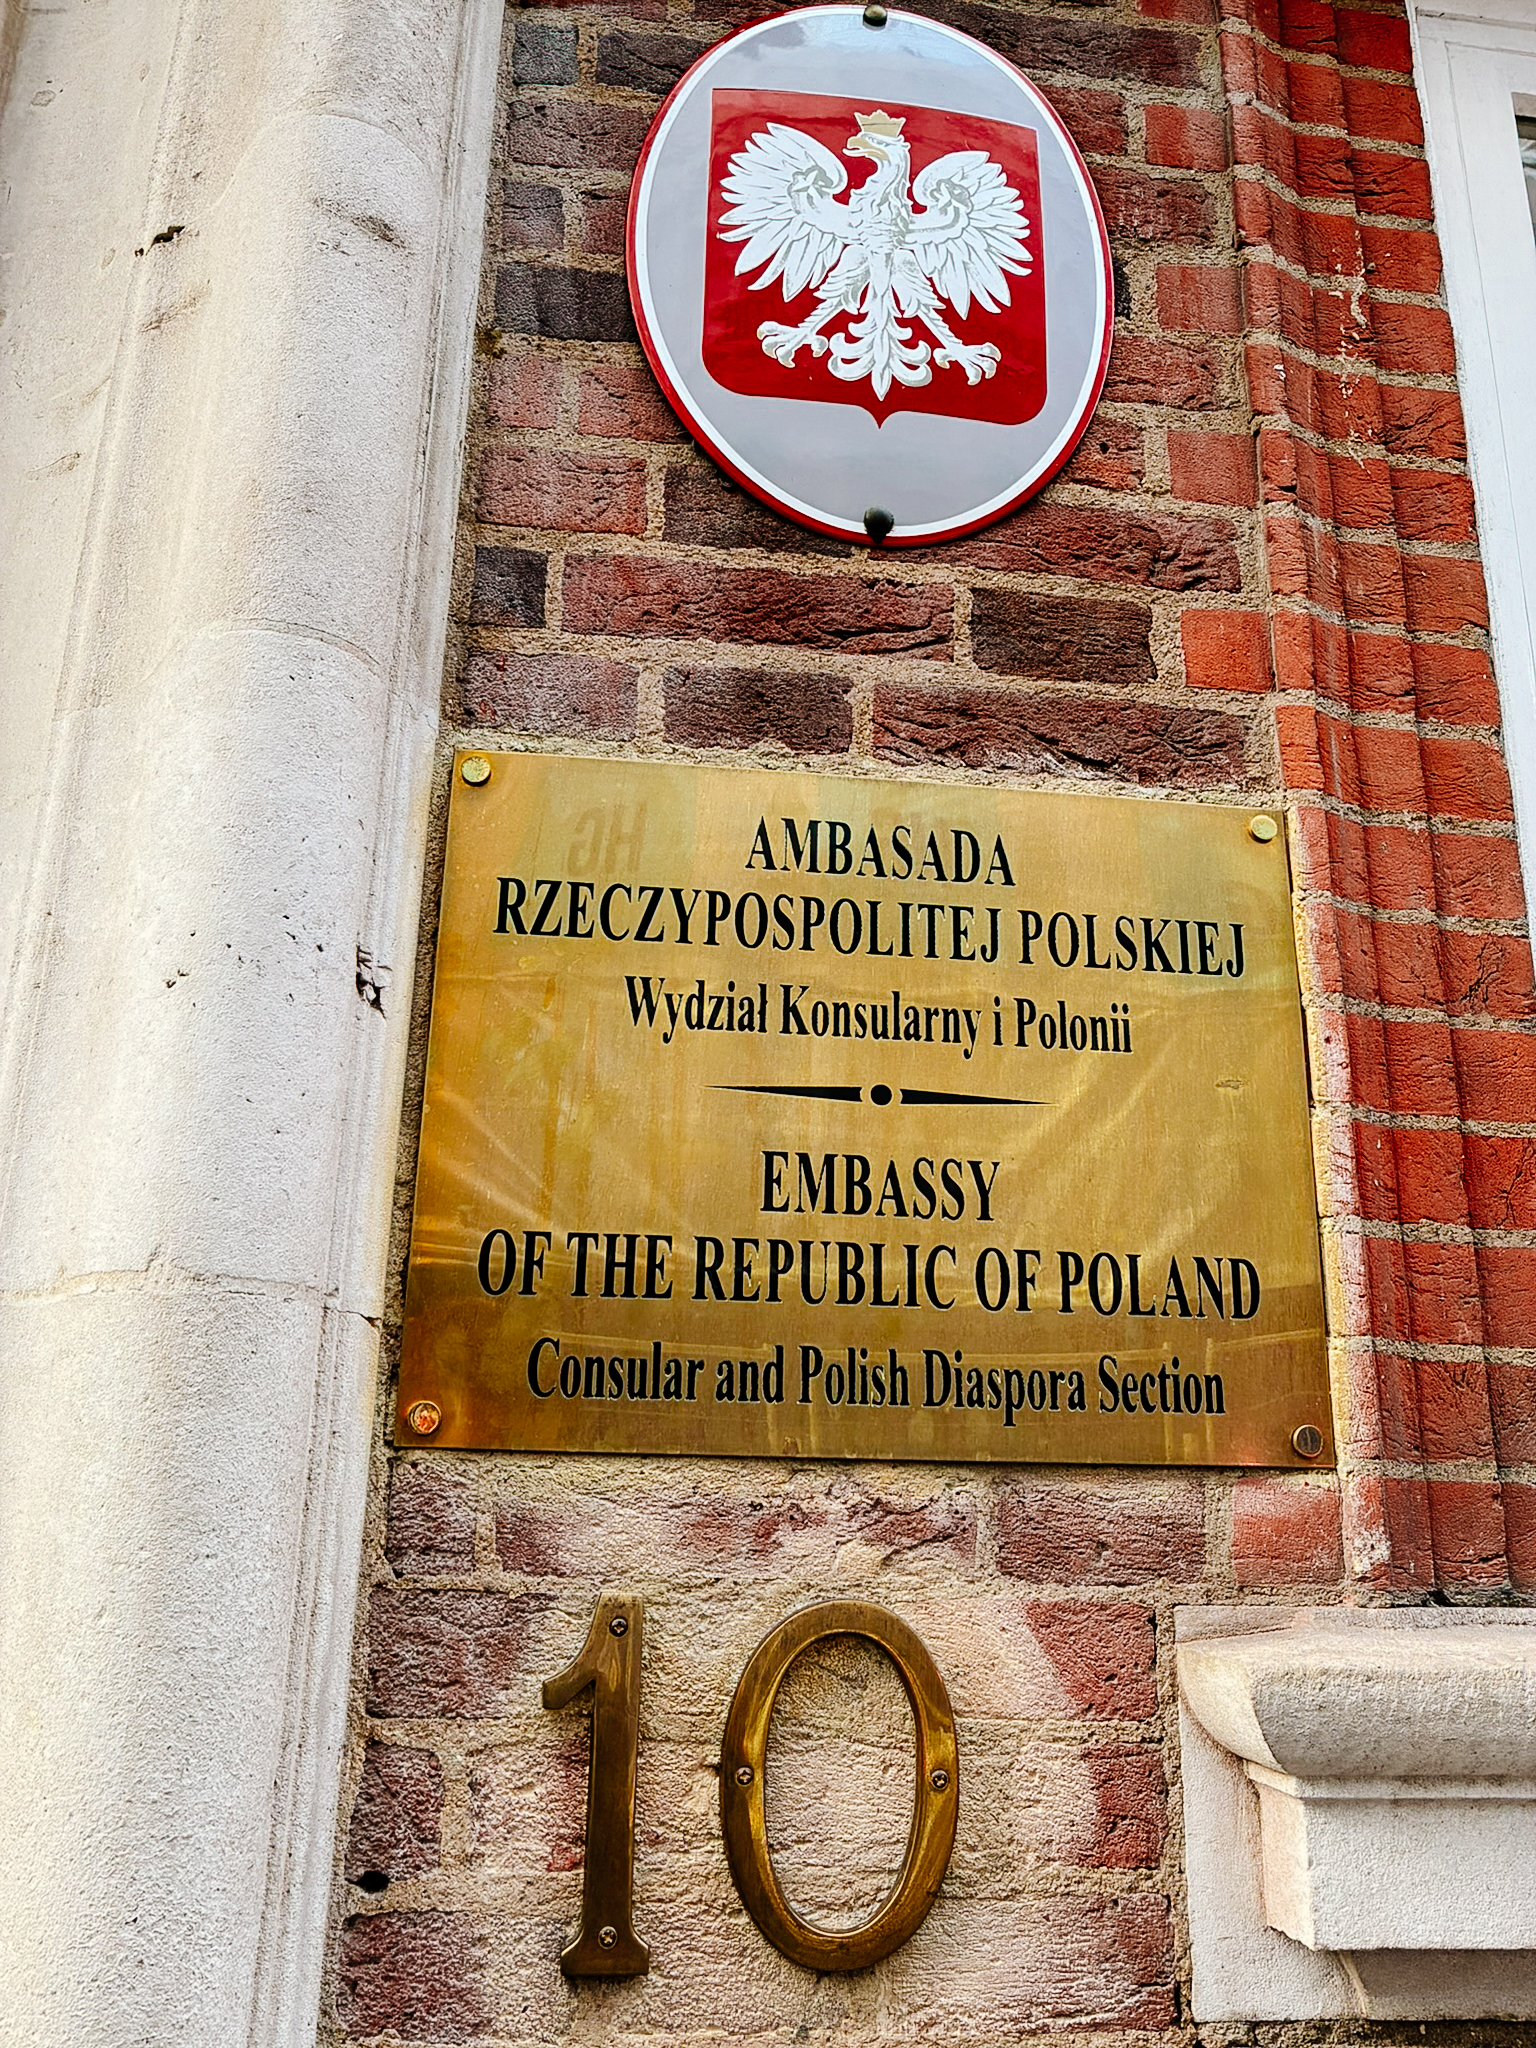 AMBASADA
RZECZYPOSPOLITEJ POLSKIEJ
Wydział Konsularny i Polonii
EMBASSY
OF THE REPUBLIC OF POLAND
Consular and Polish Diaspora Section
10